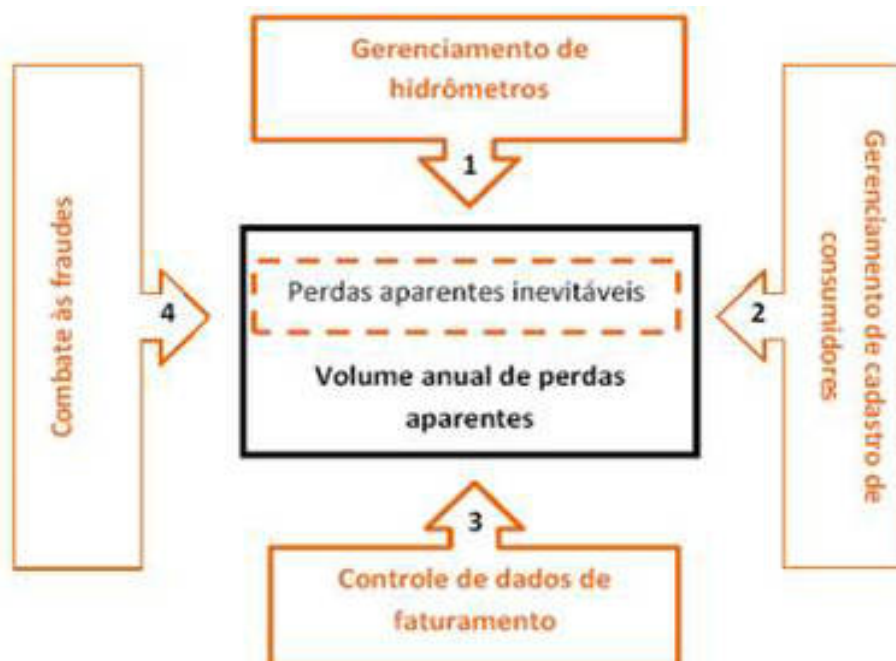 Gerenciamento de
hidrômetros
1
Combate às fraudes
4
Perdas aparentes inevitáveis
Volume anual de perdas
aparentes
2
Gerenciamento de cadastro de
consumidores
3
Controle de dados de
faturamento